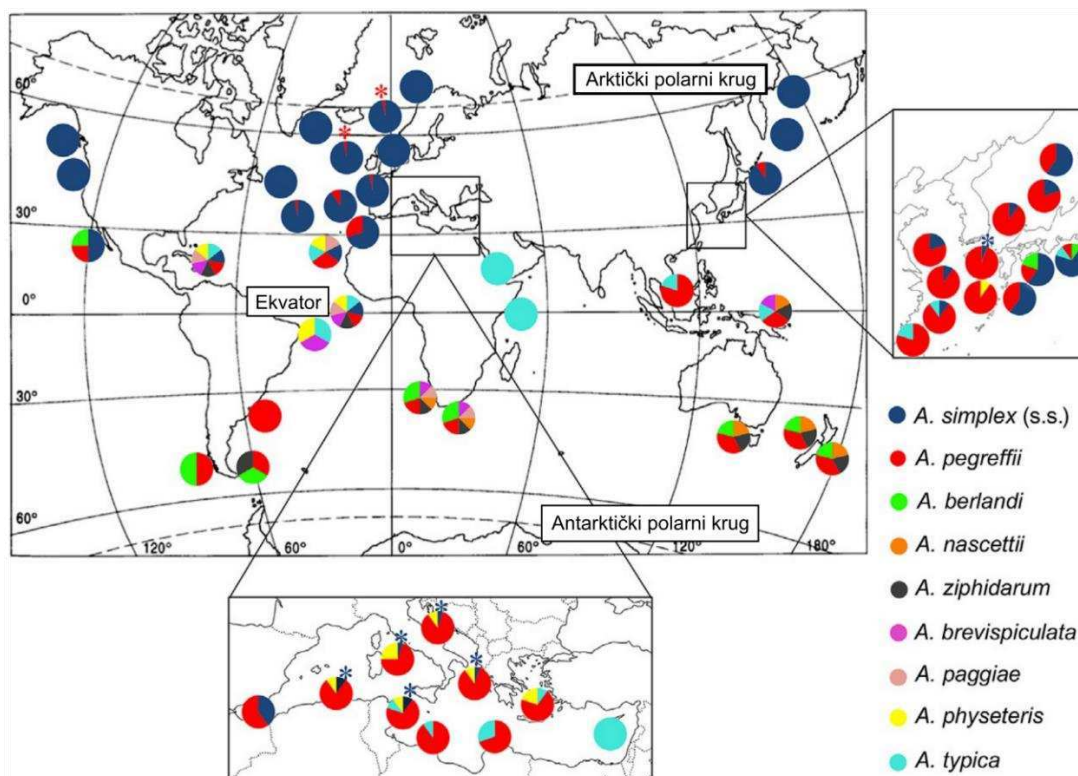 Arktički polarni krug
60°
30°
0°
Ekvator
30°
60°
Antarktički polarni krug
120°
60°
0°
60°
120°
180°
A. simplex (s.s.)
A. pegreffii
A. berlandi
A. nascettii
A. ziphidarum
A. brevispiculata
A. paggiae
A. physeteris
A. typica